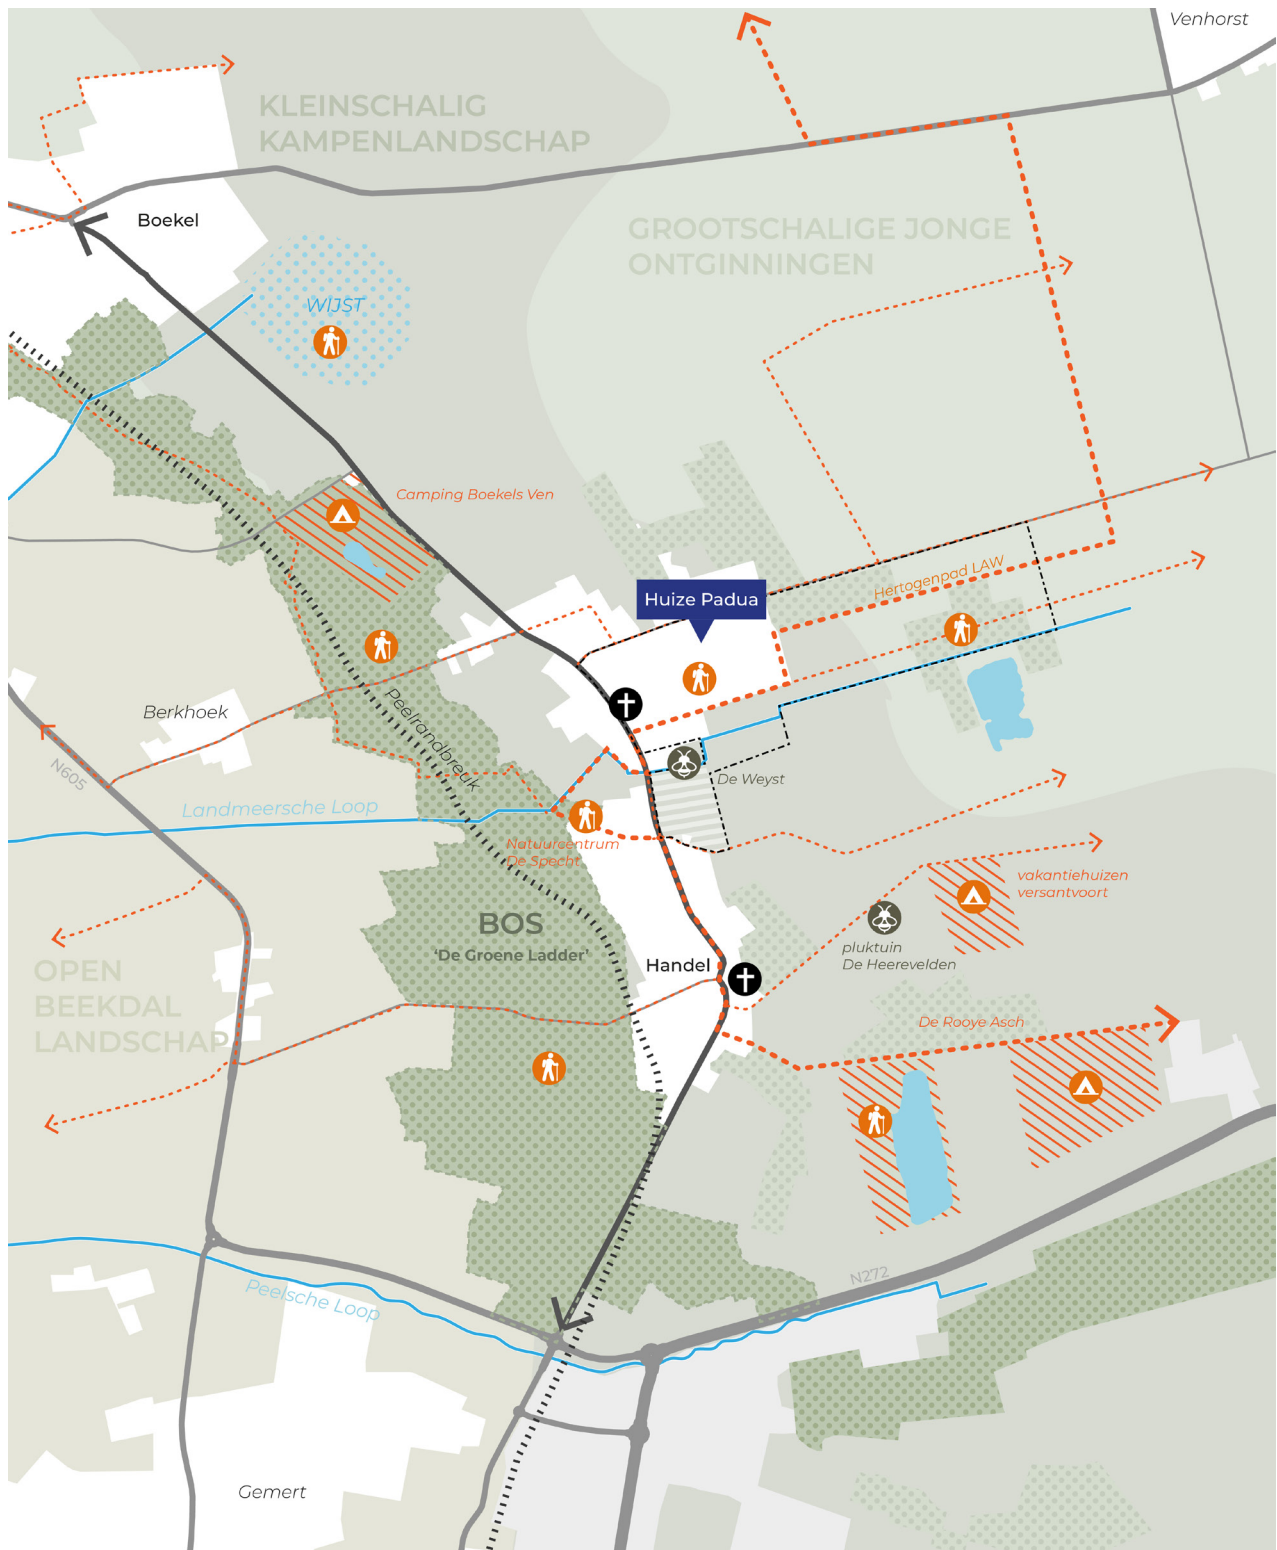 Venhorst
KLEINSCHALIG
KAMPENLANDSCHAP
Boekel
GROOTSCHALIGE JONGE
ONTGINNINGEN
WIJST
Camping Boekels Ven
Hertogenpad LAW
Huize Padua
Peelrandbreuk
Berkhoek
N605
De Weyst
Landmeersche Loop
Natuurcentrum
De Specht
vakantiehuizen
versantvoort
BOS
'De Groene Ladder'
pluktuin
De Heerevelden
Handel
OPEN
BEEKDAL
LANDSCHAP
De Rooye Asch
N272
Peelsche Loop
Gemert